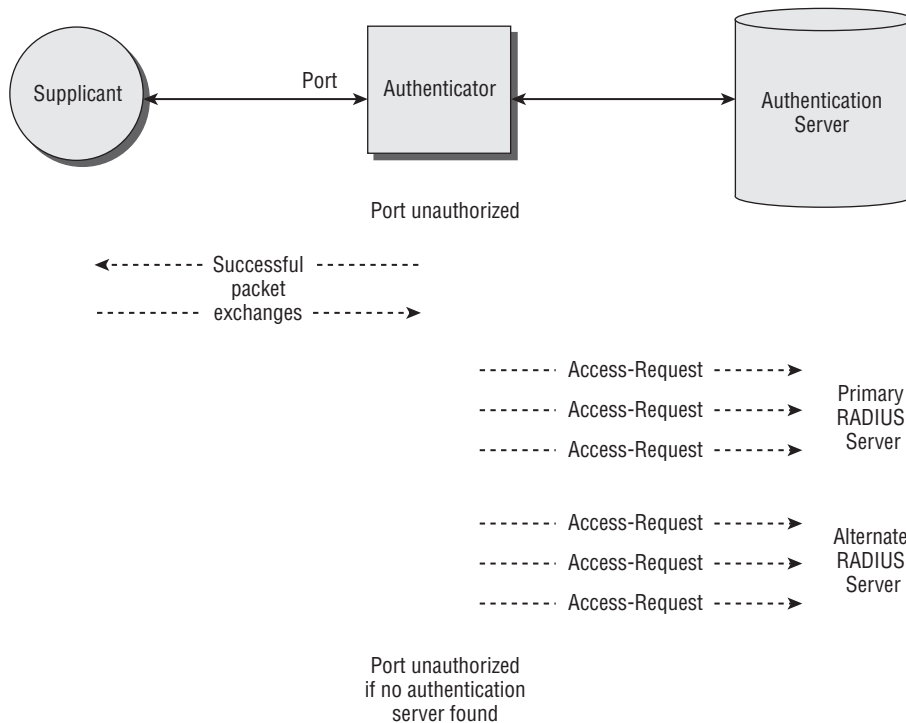 Supplicant
Port
Authenticator
Authentication
Server
Port unauthorized
Successful
packet
exchanges
Access-Request
Access-Request
Access-Request
Primary
RADIUS
Server
Access-Request
Access-Request
Access-Request
Alternate
RADIUS
Server
Port unauthorized
if no authentication
server found